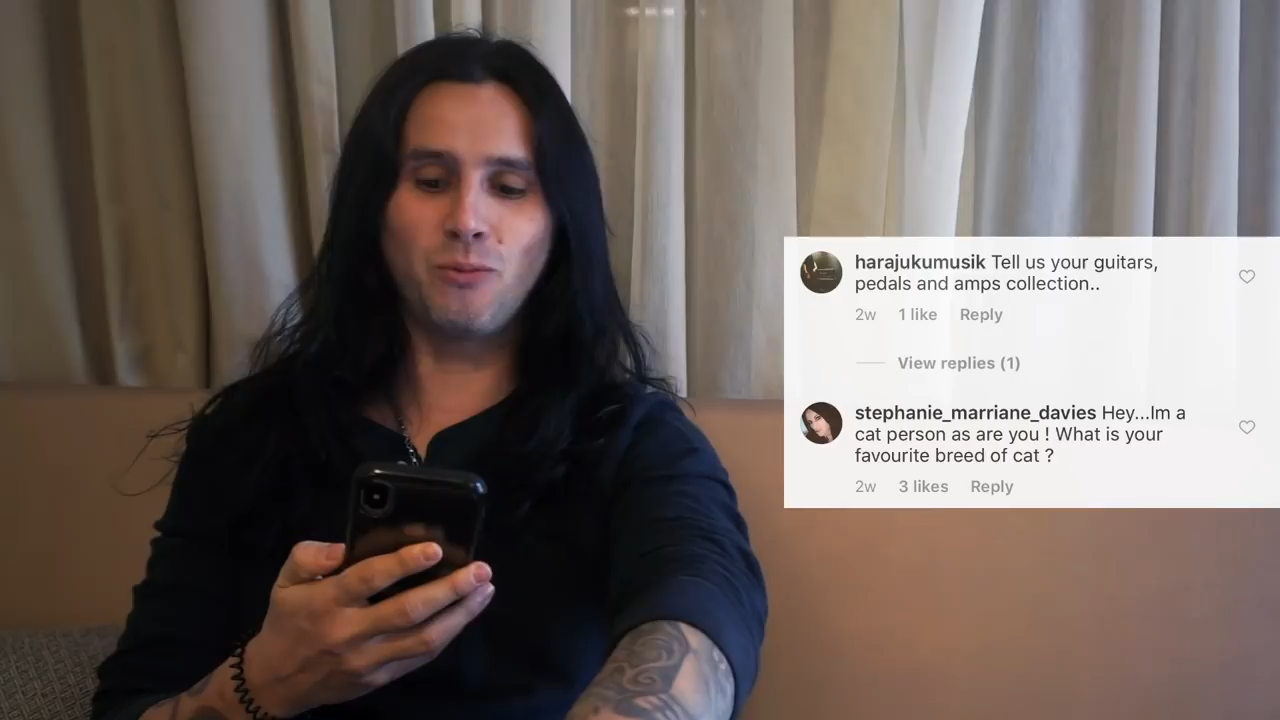 harajukumusik Tell us your guitars,
pedals and amps collection..
2w 1 like Reply
View replies (1)
stephanie_marriane_davies Hey...Im a
cat person as are you ! What is your
favourite breed of cat ?
2w 3 likes Reply